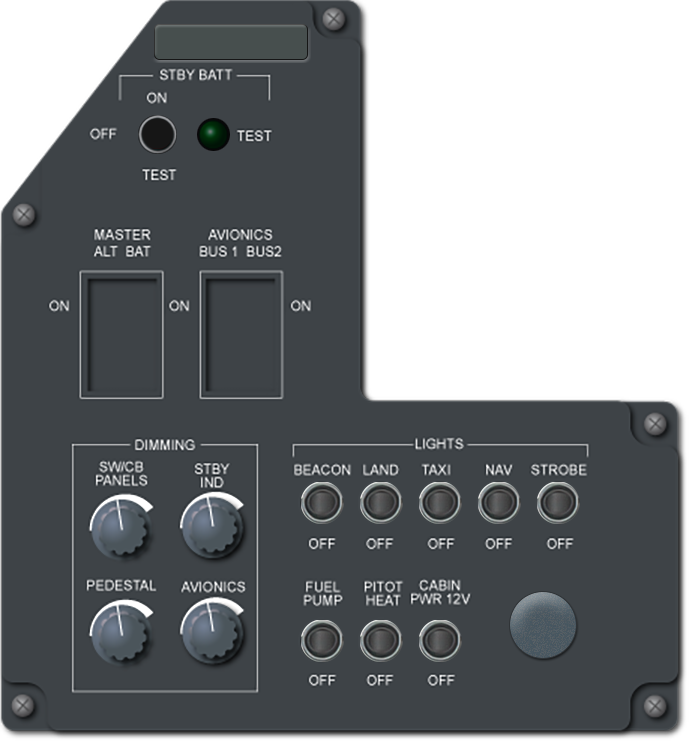 STBY BATT
ON
OFF
TEST
TEST
MASTER
ALT BAT
AVIONICS
BUS 1 BUS2
ON
ON
ON
DIMMING
SW/CB
PANELS
STBY
IND
PEDESTAL
AVIONICS
LIGHTS
BEACON
LAND
TAXI
NAV
STROBE
OFF
OFF
OFF
OFF
OFF
FUEL
PUMP
PITOT
HEAT
CABIN
PWR 12V
OFF
OFF
OFF